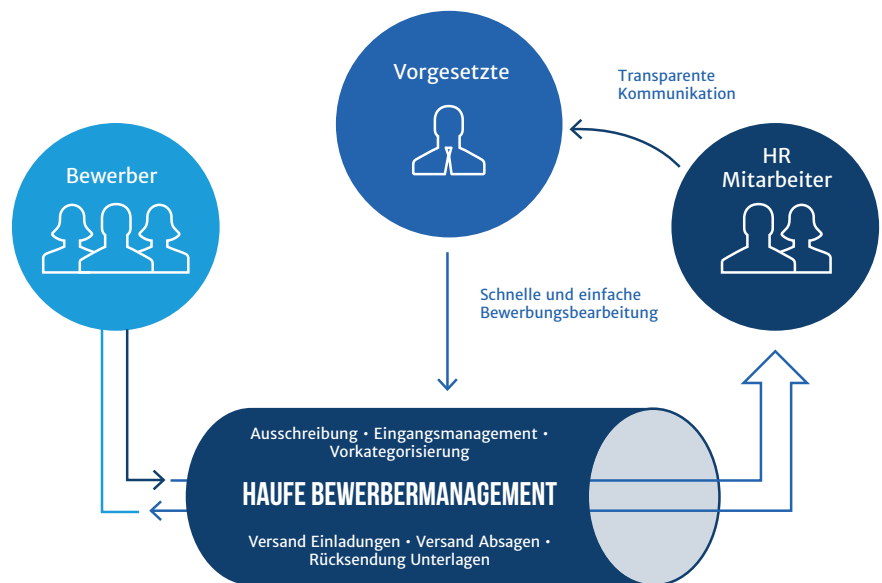 Vorgesetzte
Transparente
Kommunikation
Bewerber
HR
Mitarbeiter
Schnelle und einfache
Bewerbungsbearbeitung
Ausschreibung • Eingangsmanagement •
Vorkategorisierung
HAUFE BEWERBERMANAGEMENT
Versand Einladungen • Versand Absagen •
Rücksendung Unterlagen